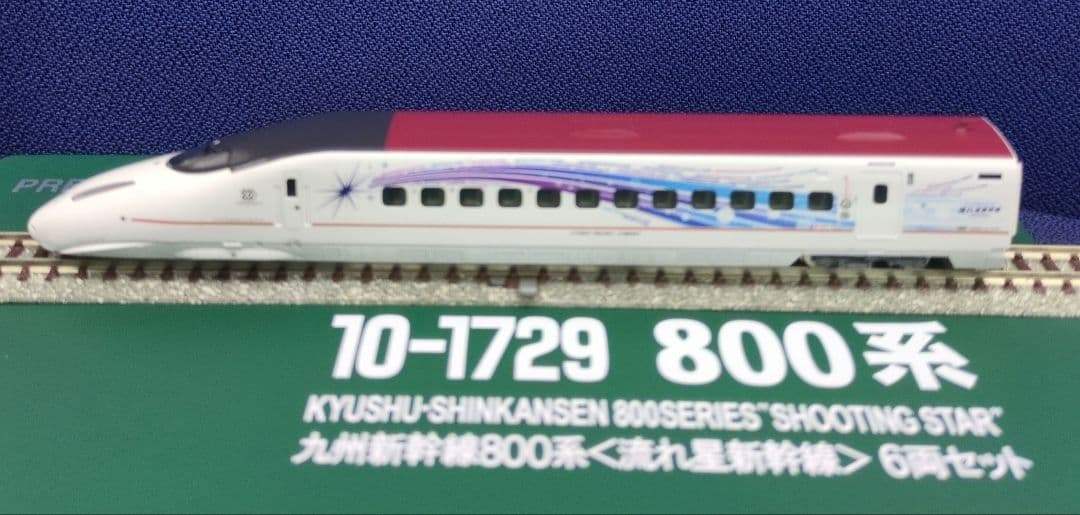 PRE
10-1729 800系
KYUSHU-SHINKANSEN 800SERIES "SHOOTING STAR"
九州新幹線800系<流れ星新幹線> 6両セット